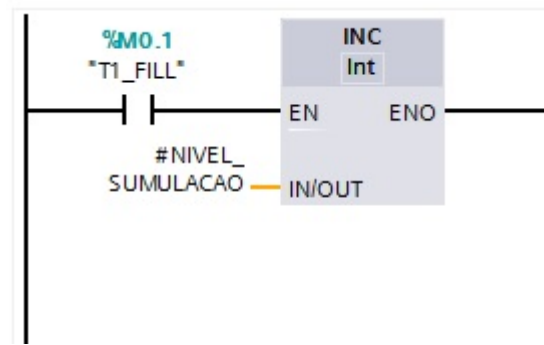 %M0.1
"T1_FILL"
INC
Int
EN
ENO
#NIVEL_
SUMULACAO
IN/OUT